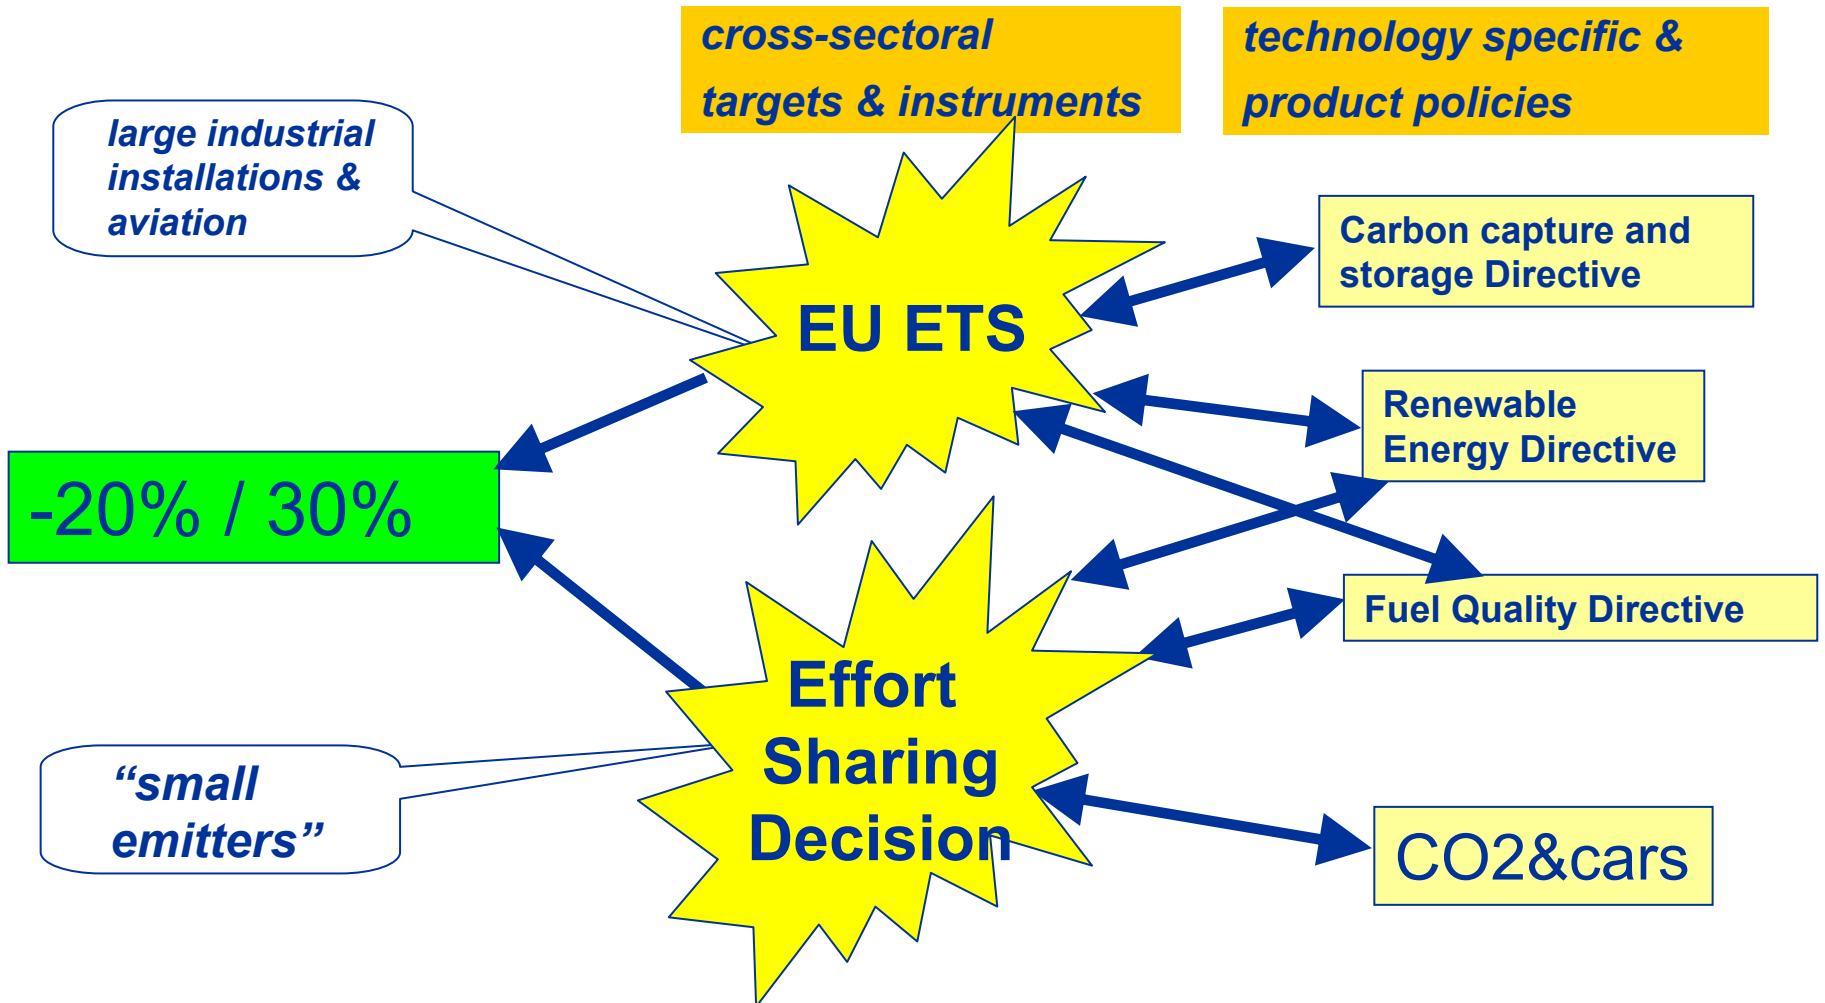 cross-sectoral
targets & instruments
technology specific &
product policies
large industrial
installations &
aviation
EU ETS
Carbon capture and
storage Directive
Renewable
Energy Directive
-20% / 30%
Fuel Quality Directive
Effort
Sharing
Decision
“small
emitters”
CO2&cars